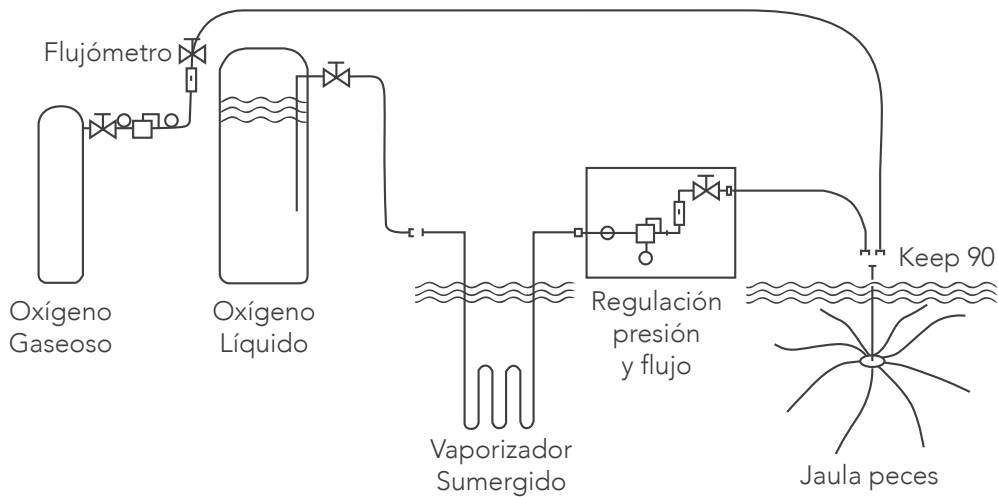 Flujómetro
Oxígeno
Gaseoso
Oxígeno
Líquido
Vaporizador
Sumergido
Regulación
presión
y flujo
Keep 90
Jaula peces